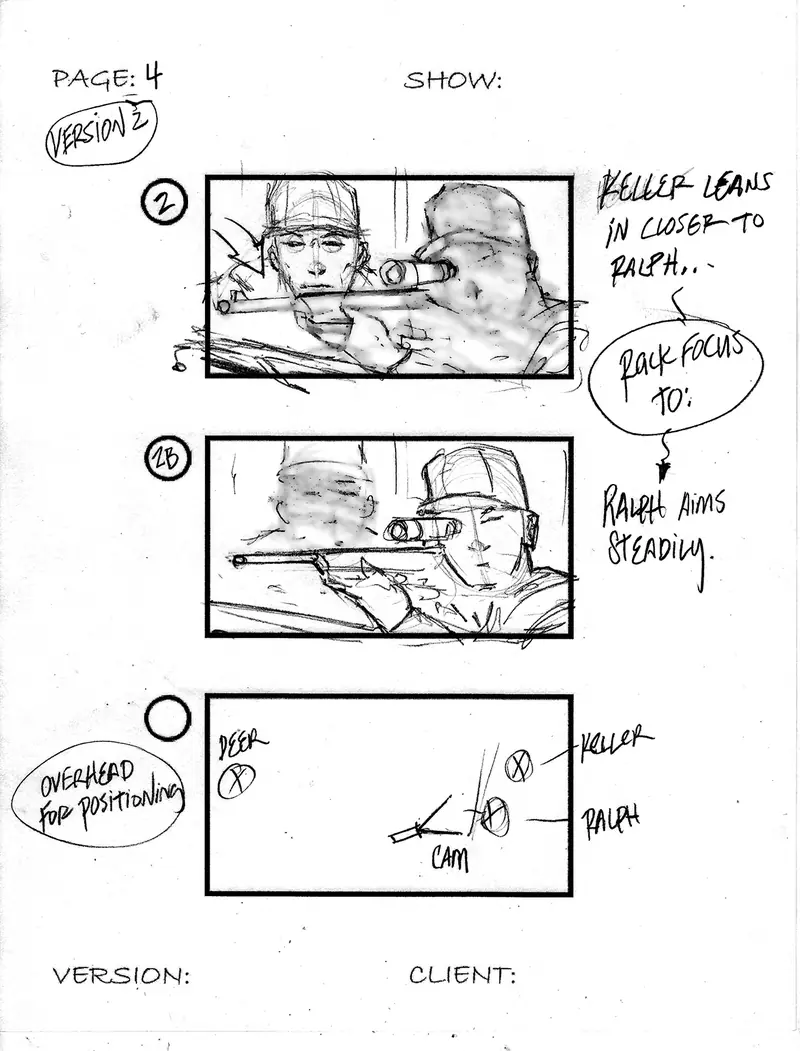 PAGE: 4
SHOW:
VERSION 2
2
KELLER LEANS
IN CLOSER TO
RALPH...
RACK FOCUS
TO:
2B
RALPH AIMS
STEADILY.
DEER
KELLER
OVERHEAD
FOR POSITIONING
RALPH
CAM
VERSION:
CLIENT: